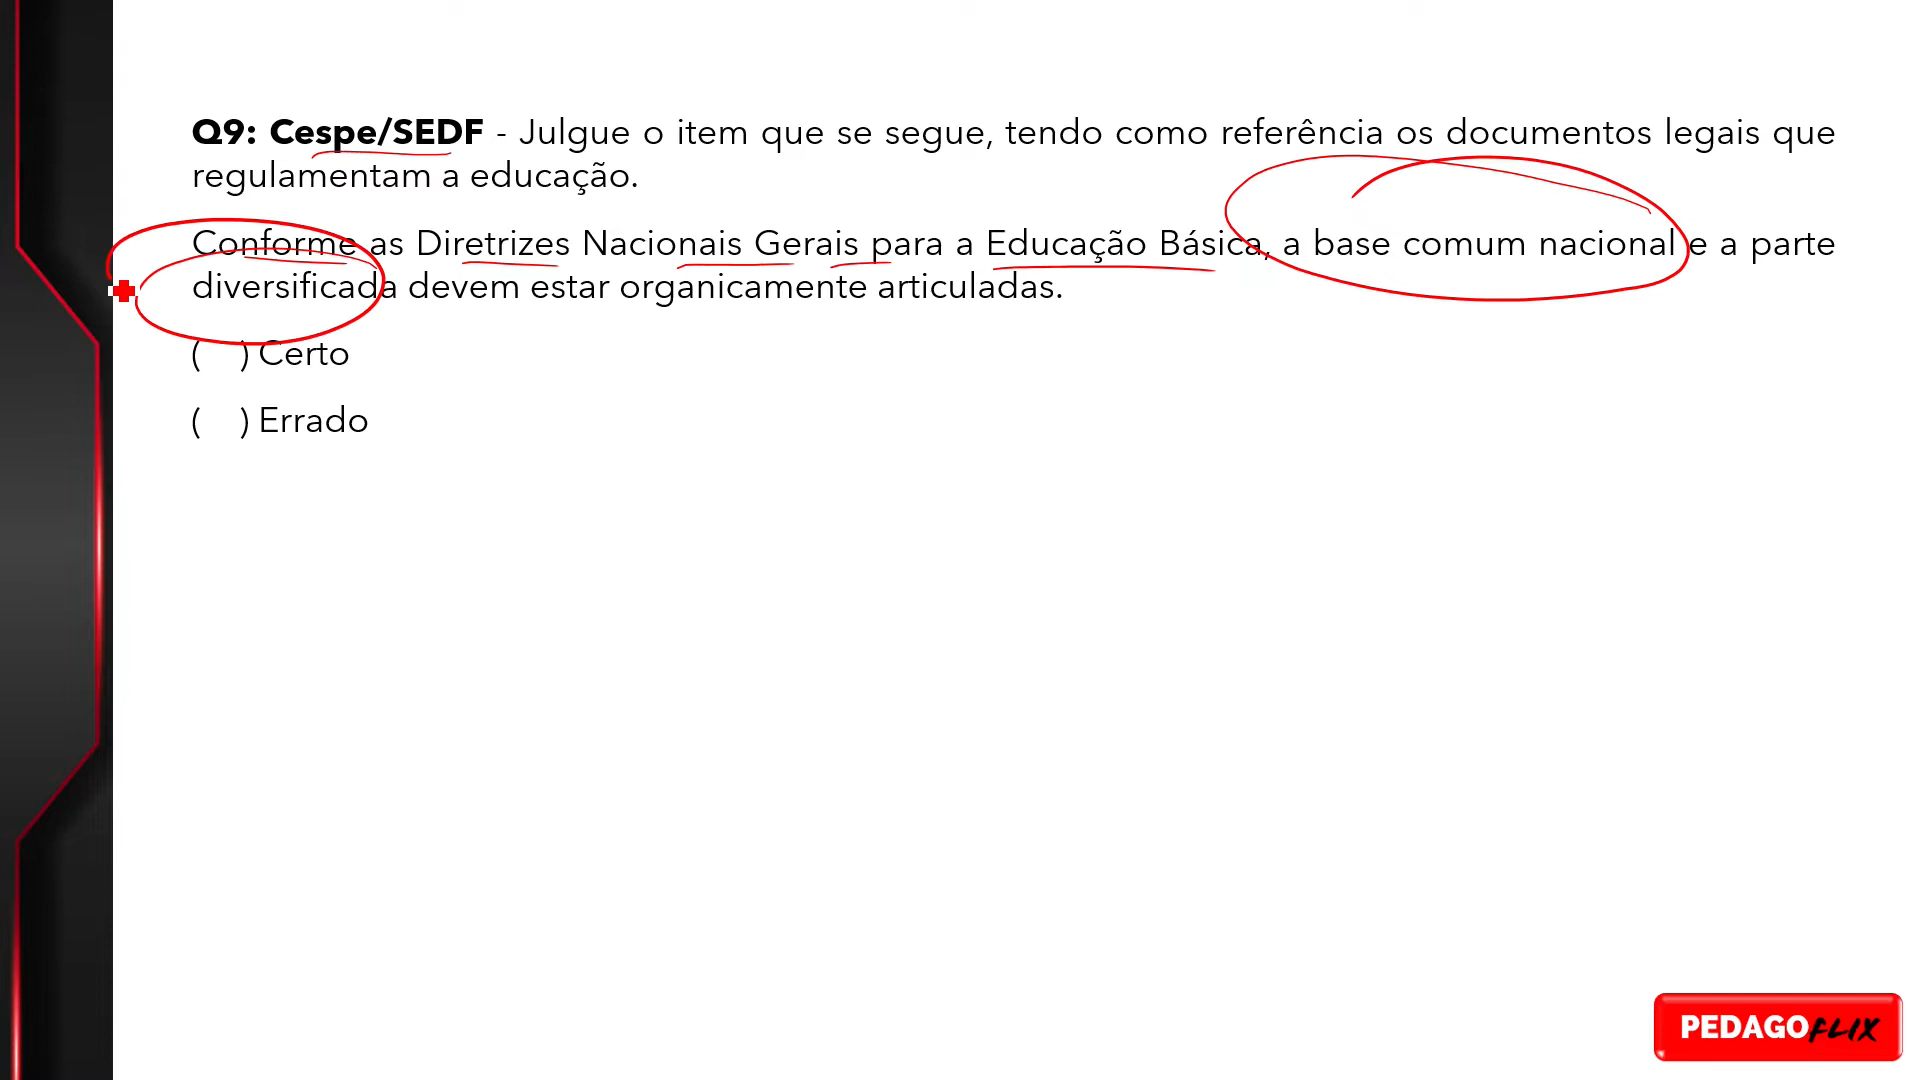 Q9: Cespe/SEDF - Julgue o item que se segue, tendo como referência os documentos legais que
regulamentam a educação.
Conforme as Diretrizes Nacionais Gerais para a Educação Básica, a base comum nacional e a parte
diversificada devem estar organicamente articuladas.
( ) Certo
( ) Errado
PEDAGOFLIX